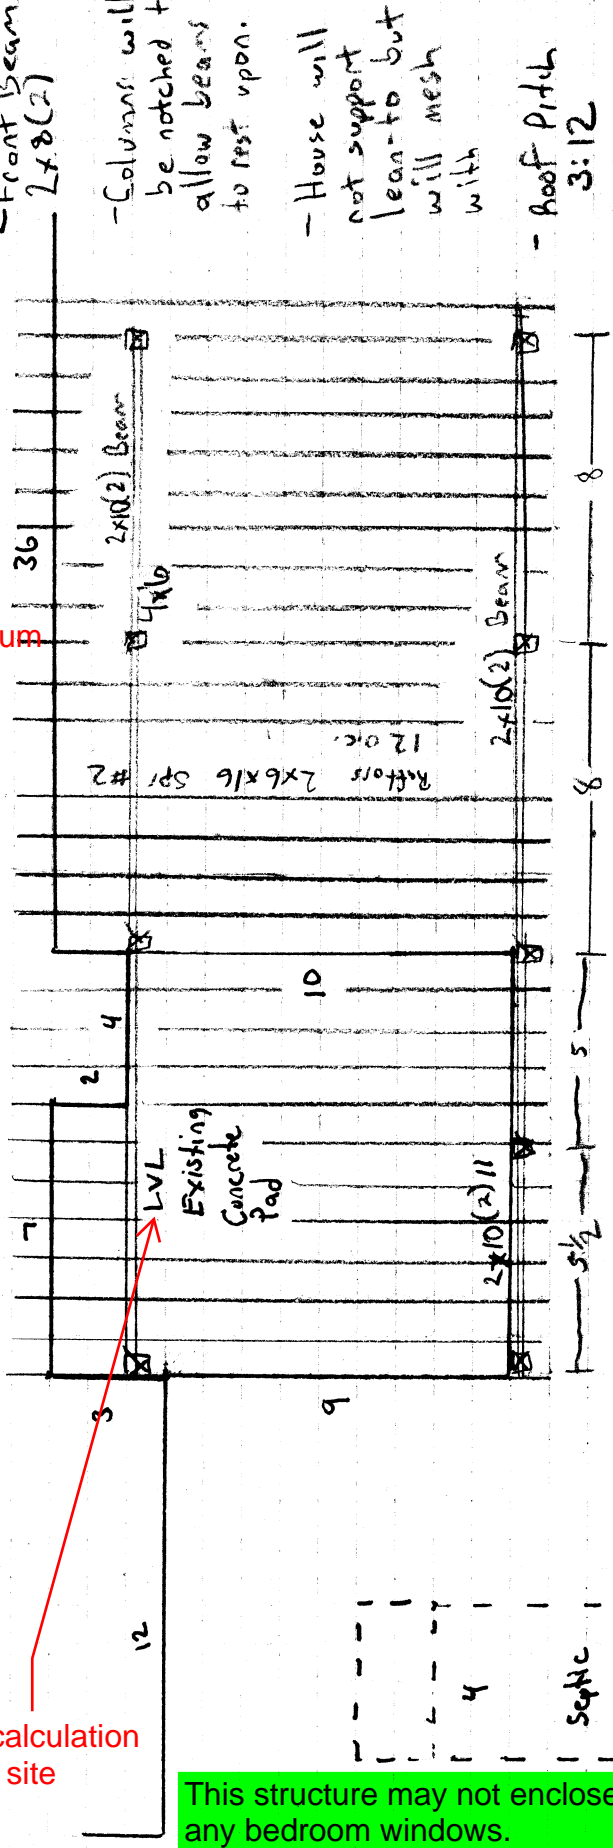 -Front Beam
2x8(2)
-Columns will
be notched t
allow beams
to rest upon.
- House will
not support
lean-to but
will mesh
with
- Roof Pitch
3:12
36
2x10(2) Beam
4x6
um
Raftors 2x6x16 SPF #2
12 o.c.
2x10(2) Beam
8
8
10
4
2
7
LVL
Existing
Concrete
Pad
2x10(2)11
5
5 1/2
3
9
12
4
Septic
calculation
site
This structure may not enclose
any bedroom windows.